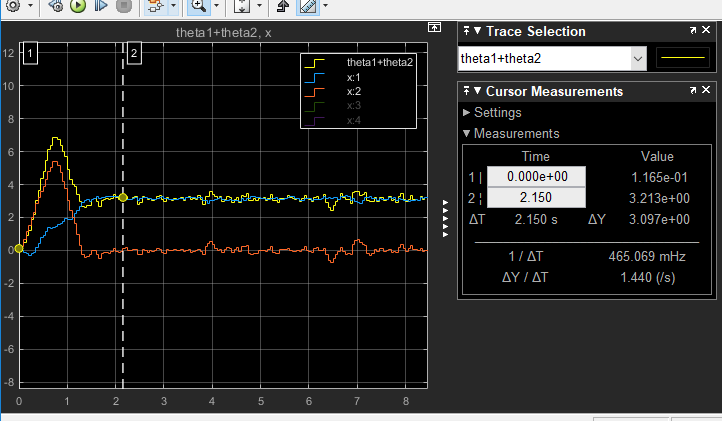 theta1+theta2, x
1
2
theta1+theta2
x:1
x:2
x:3
x:4
12
10
8
6
4
2
0
-2
-4
-6
-8
0
1
2
3
4
5
6
7
8
Trace Selection
theta1+theta2
Cursor Measurements
Settings
Measurements
Time Value
1 | 0.000e+00 1.165e-01
2 ¦ 2.150 3.213e+00
ΔT 2.150 s ΔY 3.097e+00
1 / ΔT 465.069 mHz
ΔY / ΔT 1.440 (/s)